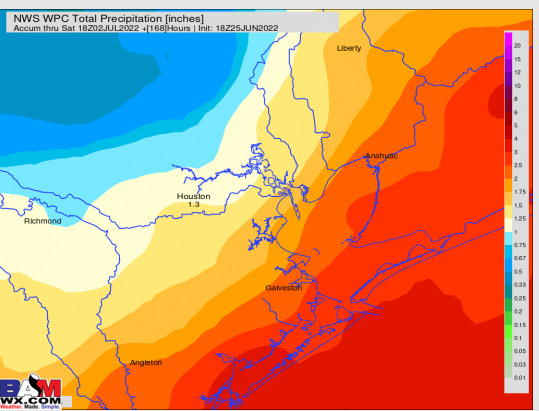 NWS WPC Total Precipitation [inches]
Accum thru Sat 18Z02JUL2022 +[168]Hours | Init: 18Z25JUN2022
Liberty
Anahuac
Houston
1.3
Richmond
Galveston
Angleton
20
15
12
10
8
6
5
4
3
2.5
2
1.75
1.5
1.25
1
0.75
0.67
0.5
0.33
0.25
0.2
0.15
0.1
0.05
0.03
0.01
BAM
WX.COM
Weather. Made. Simple.